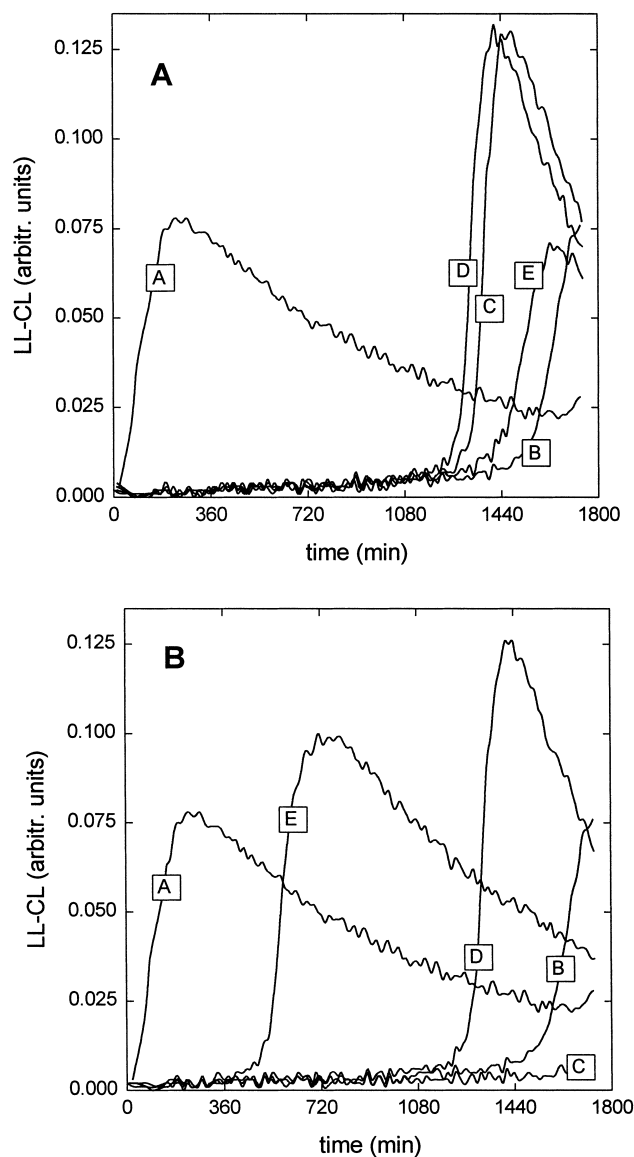 0.125
A
0.100
0.075
0.050
0.025
0.000
LL-CL (arbitr. units)
A
D
C
E
B
0 360 720 1080 1440 1800
time (min)
0.125
B
0.100
0.075
0.050
0.025
0.000
LL-CL (arbitr. units)
E
A
D
B
C
0 360 720 1080 1440 1800
time (min)